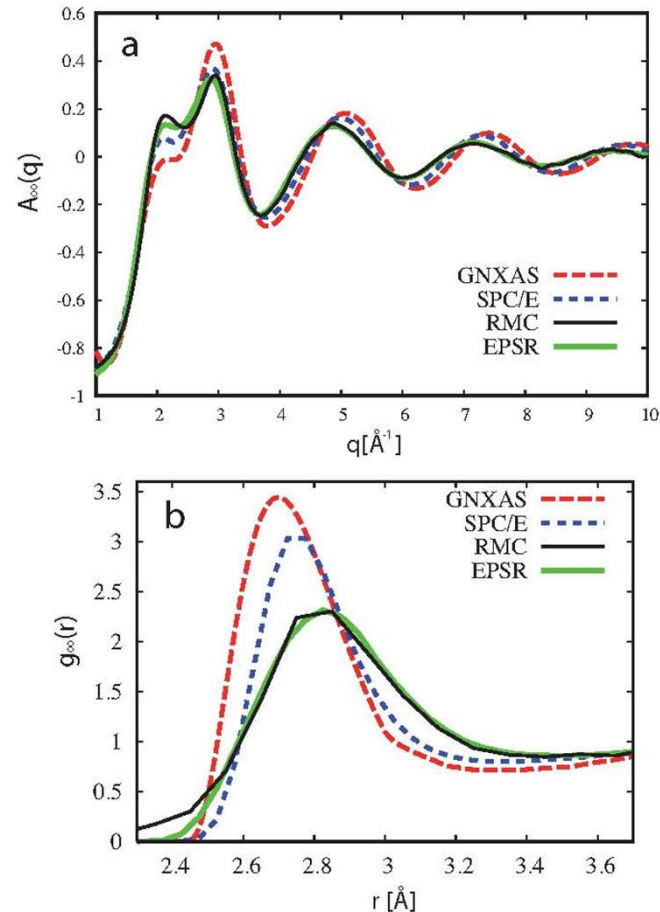 a
0.6
0.4
0.2
0
-0.2
-0.4
-0.6
-0.8
-1
A∞(q)
GNXAS
SPC/E
RMC
EPSR
1 2 3 4 5 6 7 8 9 10
q[Å⁻¹]
b
3.5
3
2.5
2
1.5
1
0.5
0
g∞(r)
GNXAS
SPC/E
RMC
EPSR
2.4 2.6 2.8 3 3.2 3.4 3.6
r [Å]